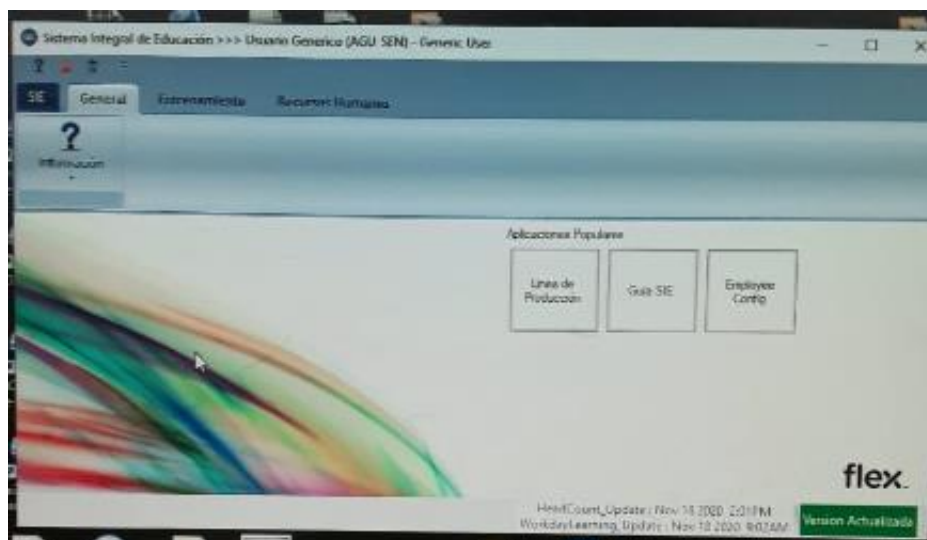 Sistema Integral de Educación >>> Usuario Generico (AGU SEN) - Generic User
SIE General Entrenamiento Recursos Humanos
?
Información
Aplicaciones Populares
Linea de
Producción
Guia SIE
Employee
Config
flex.
HeadCount_Update : Nov 18 2020 2:01PM
WorkdayLearning_Update : Nov 18 2020 9:02AM
Version Actualizada